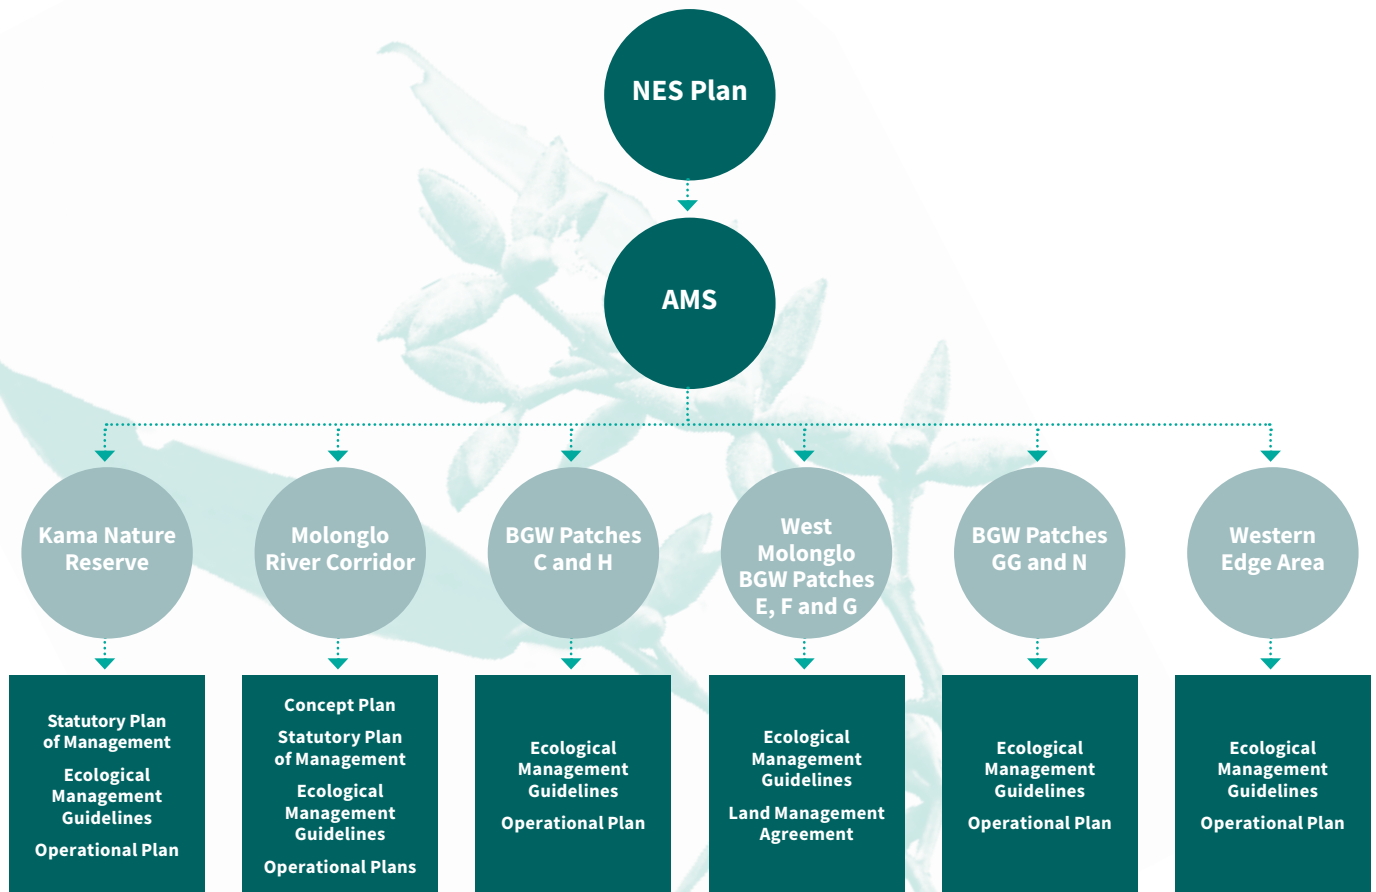 NES Plan
AMS
Kama Nature
Reserve
Molonglo
River Corridor
BGW Patches
C and H
West
Molonglo
BGW Patches
E, F and G
BGW Patches
GG and N
Western
Edge Area
Statutory Plan
of Management
Ecological
Management
Guidelines
Operational Plan
Concept Plan
Statutory Plan
of Management
Ecological
Management
Guidelines
Operational Plans
Ecological
Management
Guidelines
Operational Plan
Ecological
Management
Guidelines
Land Management
Agreement
Ecological
Management
Guidelines
Operational Plan
Ecological
Management
Guidelines
Operational Plan